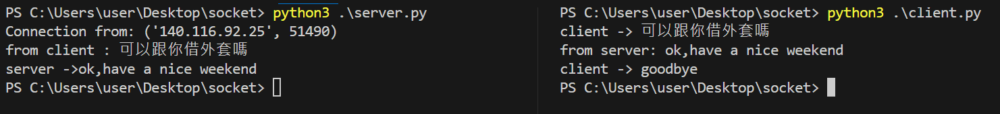 PS C:\Users\user\Desktop\socket> python3 .\server.py
Connection from: ('140.116.92.25', 51490)
from client : 可以跟你借外套嗎
server ->ok,have a nice weekend
PS C:\Users\user\Desktop\socket>
PS C:\Users\user\Desktop\socket> python3 .\client.py
client -> 可以跟你借外套嗎
from server: ok,have a nice weekend
client -> goodbye
PS C:\Users\user\Desktop\socket>